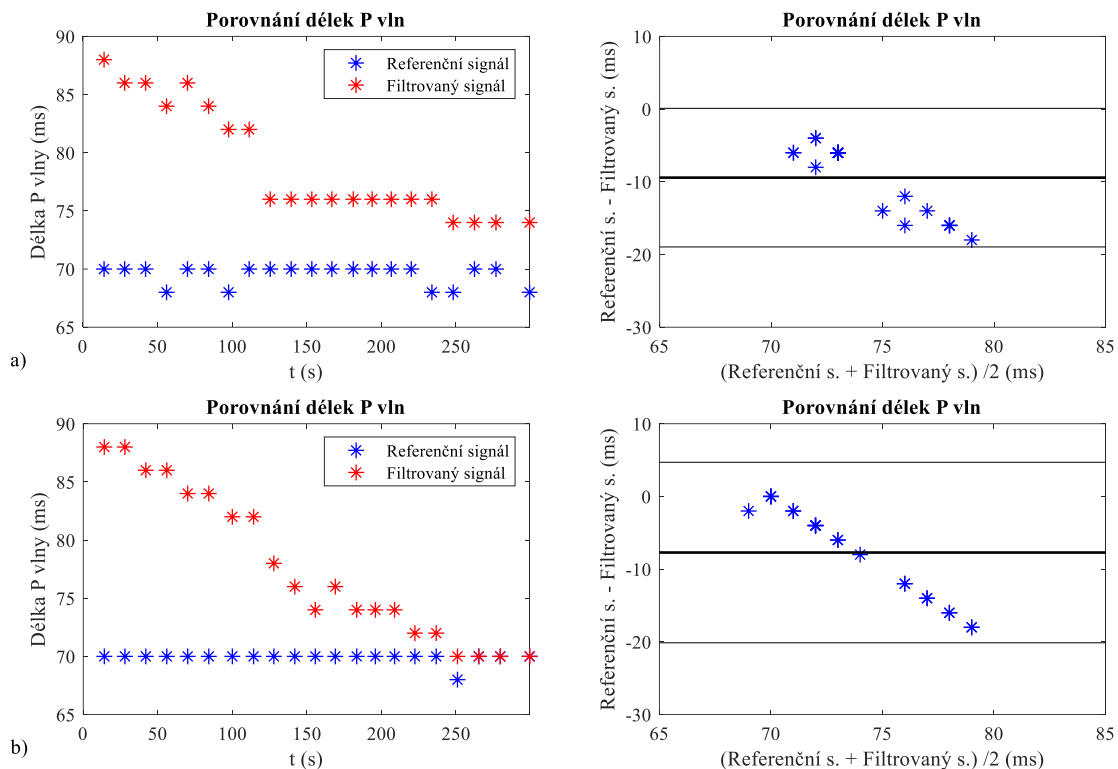 Porovnání délek P vln
90
85
80
75
70
65
0
50
100
150
200
250
t (s)
Délka P vlny (ms)
Referenční signál
Filtrovaný signál
a)
Porovnání délek P vln
10
0
-10
-20
-30
65
70
75
80
85
(Referenční s. + Filtrovaný s.) /2 (ms)
Referenční s. - Filtrovaný s. (ms)
Porovnání délek P vln
90
85
80
75
70
65
0
50
100
150
200
250
t (s)
Délka P vlny (ms)
Referenční signál
Filtrovaný signál
b)
Porovnání délek P vln
10
0
-10
-20
-30
65
70
75
80
85
(Referenční s. + Filtrovaný s.) /2 (ms)
Referenční s. - Filtrovaný s. (ms)